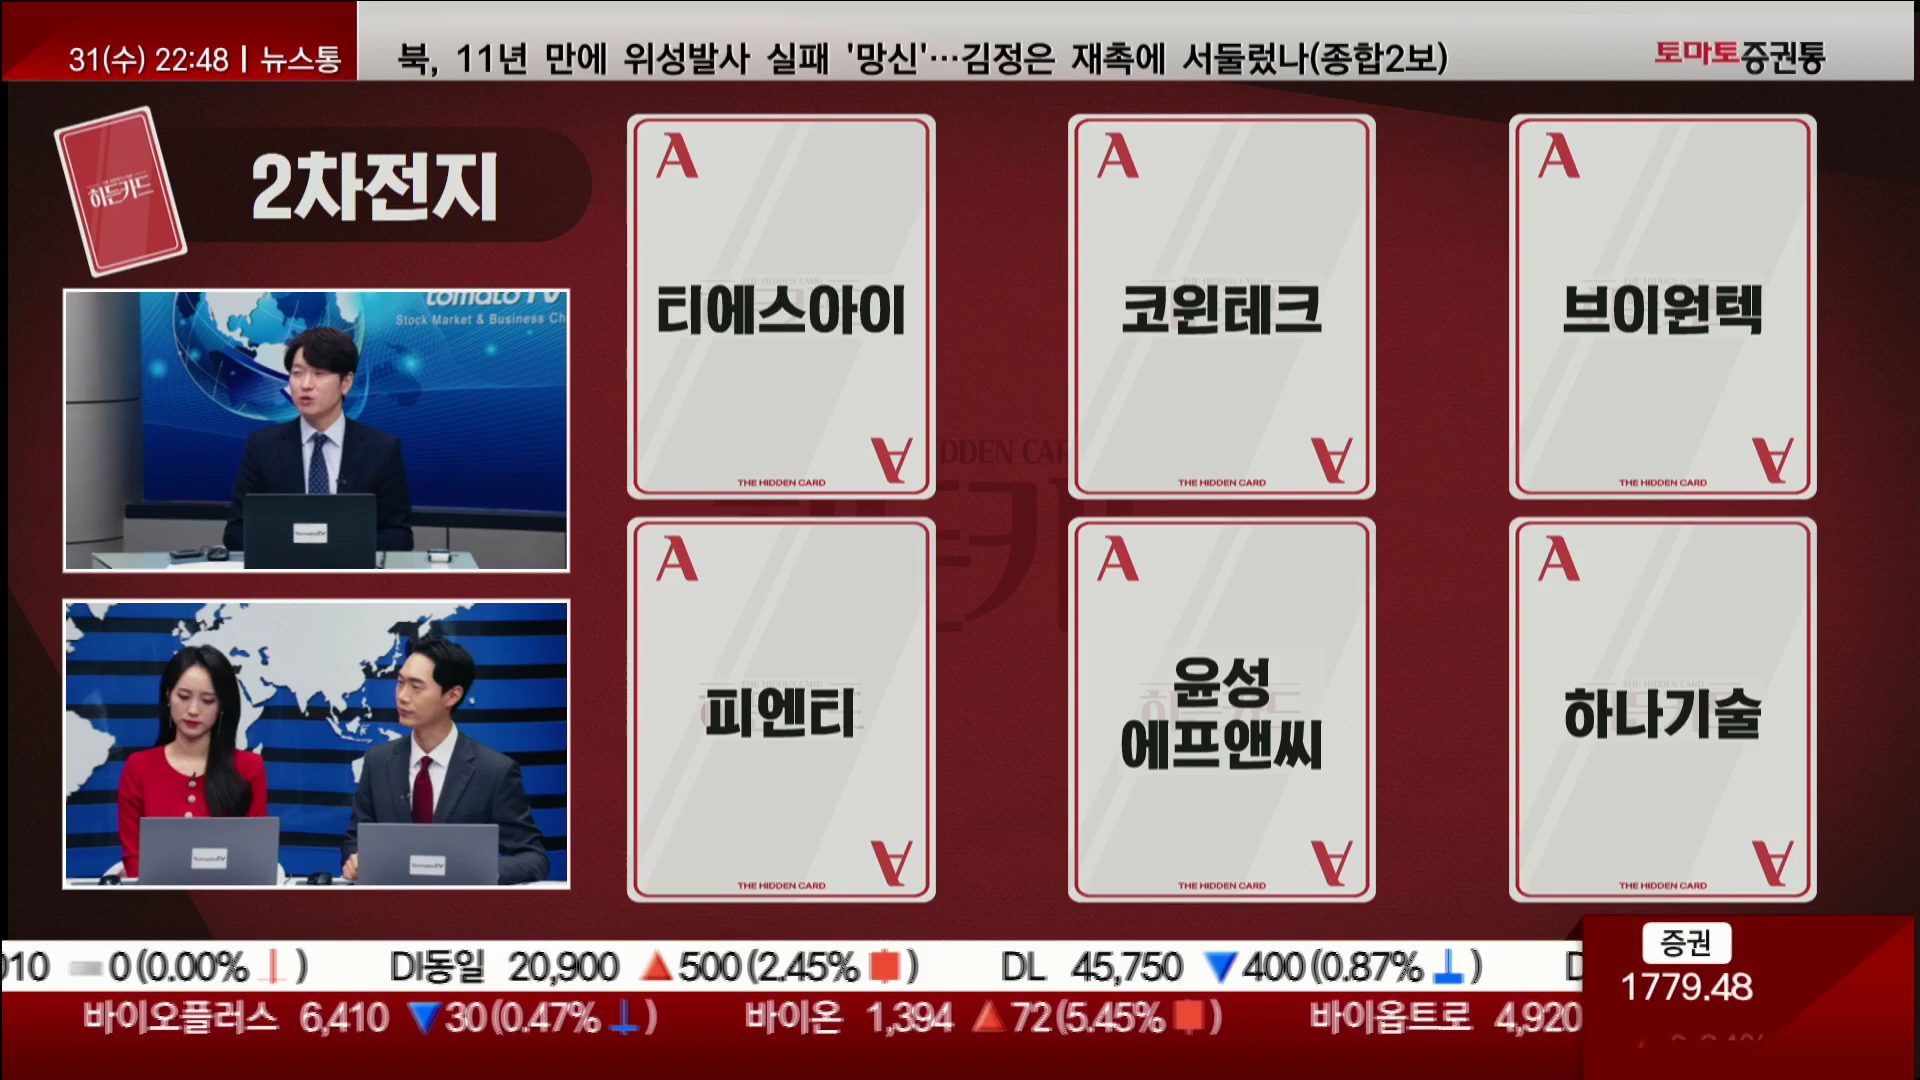 31(수) 22:48 | 뉴스통
북, 11년 만에 위성발사 실패 '망신'…김정은 재촉에 서둘렀나(종합2보)
토마토증권통
히든카드
2차전지
tomatoTV
Stock Market & Business Ch
tomatoTV
tomatoTV
tomatoTV
A
티에스아이
A
THE HIDDEN CARD
A
코윈테크
A
THE HIDDEN CARD
A
브이원텍
A
THE HIDDEN CARD
A
피엔티
A
THE HIDDEN CARD
A
윤성
에프앤씨
A
THE HIDDEN CARD
A
하나기술
A
THE HIDDEN CARD
010 0(0.00% ) DI동일 20,900 500(2.45% ) DL 45,750 400(0.87% )
바이오플러스 6,410 30(0.47% ) 바이온 1,394 72(5.45% ) 바이옵트로 4,920
증권
1779.48